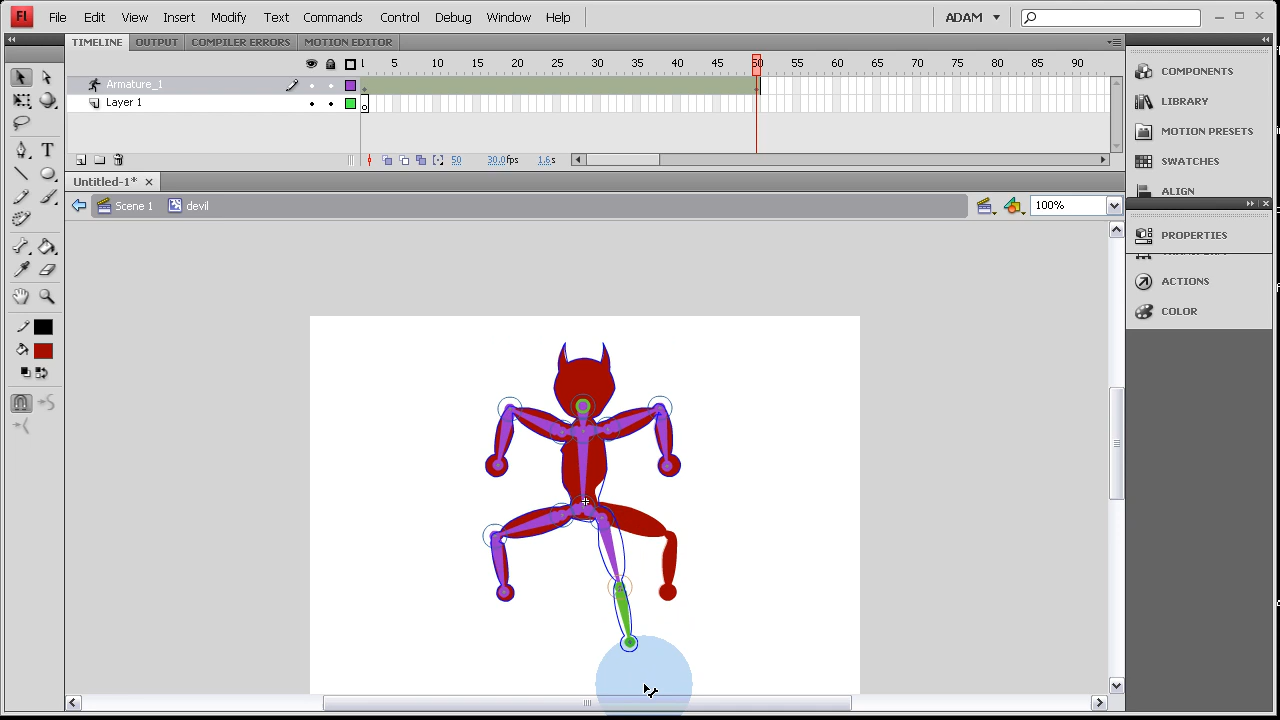 Fl File Edit View Insert Modify Text Commands Control Debug Window Help ADAM
TIMELINE OUTPUT COMPILER ERRORS MOTION EDITOR
1 5 10 15 20 25 30 35 40 45 50 55 60 65 70 75 80 85 90
Armature_1
Layer 1
50 30.0fps 1.6s
Untitled-1*
Scene 1 devil 100%
T
COMPONENTS
LIBRARY
MOTION PRESETS
SWATCHES
ALIGN
PROPERTIES
ACTIONS
COLOR